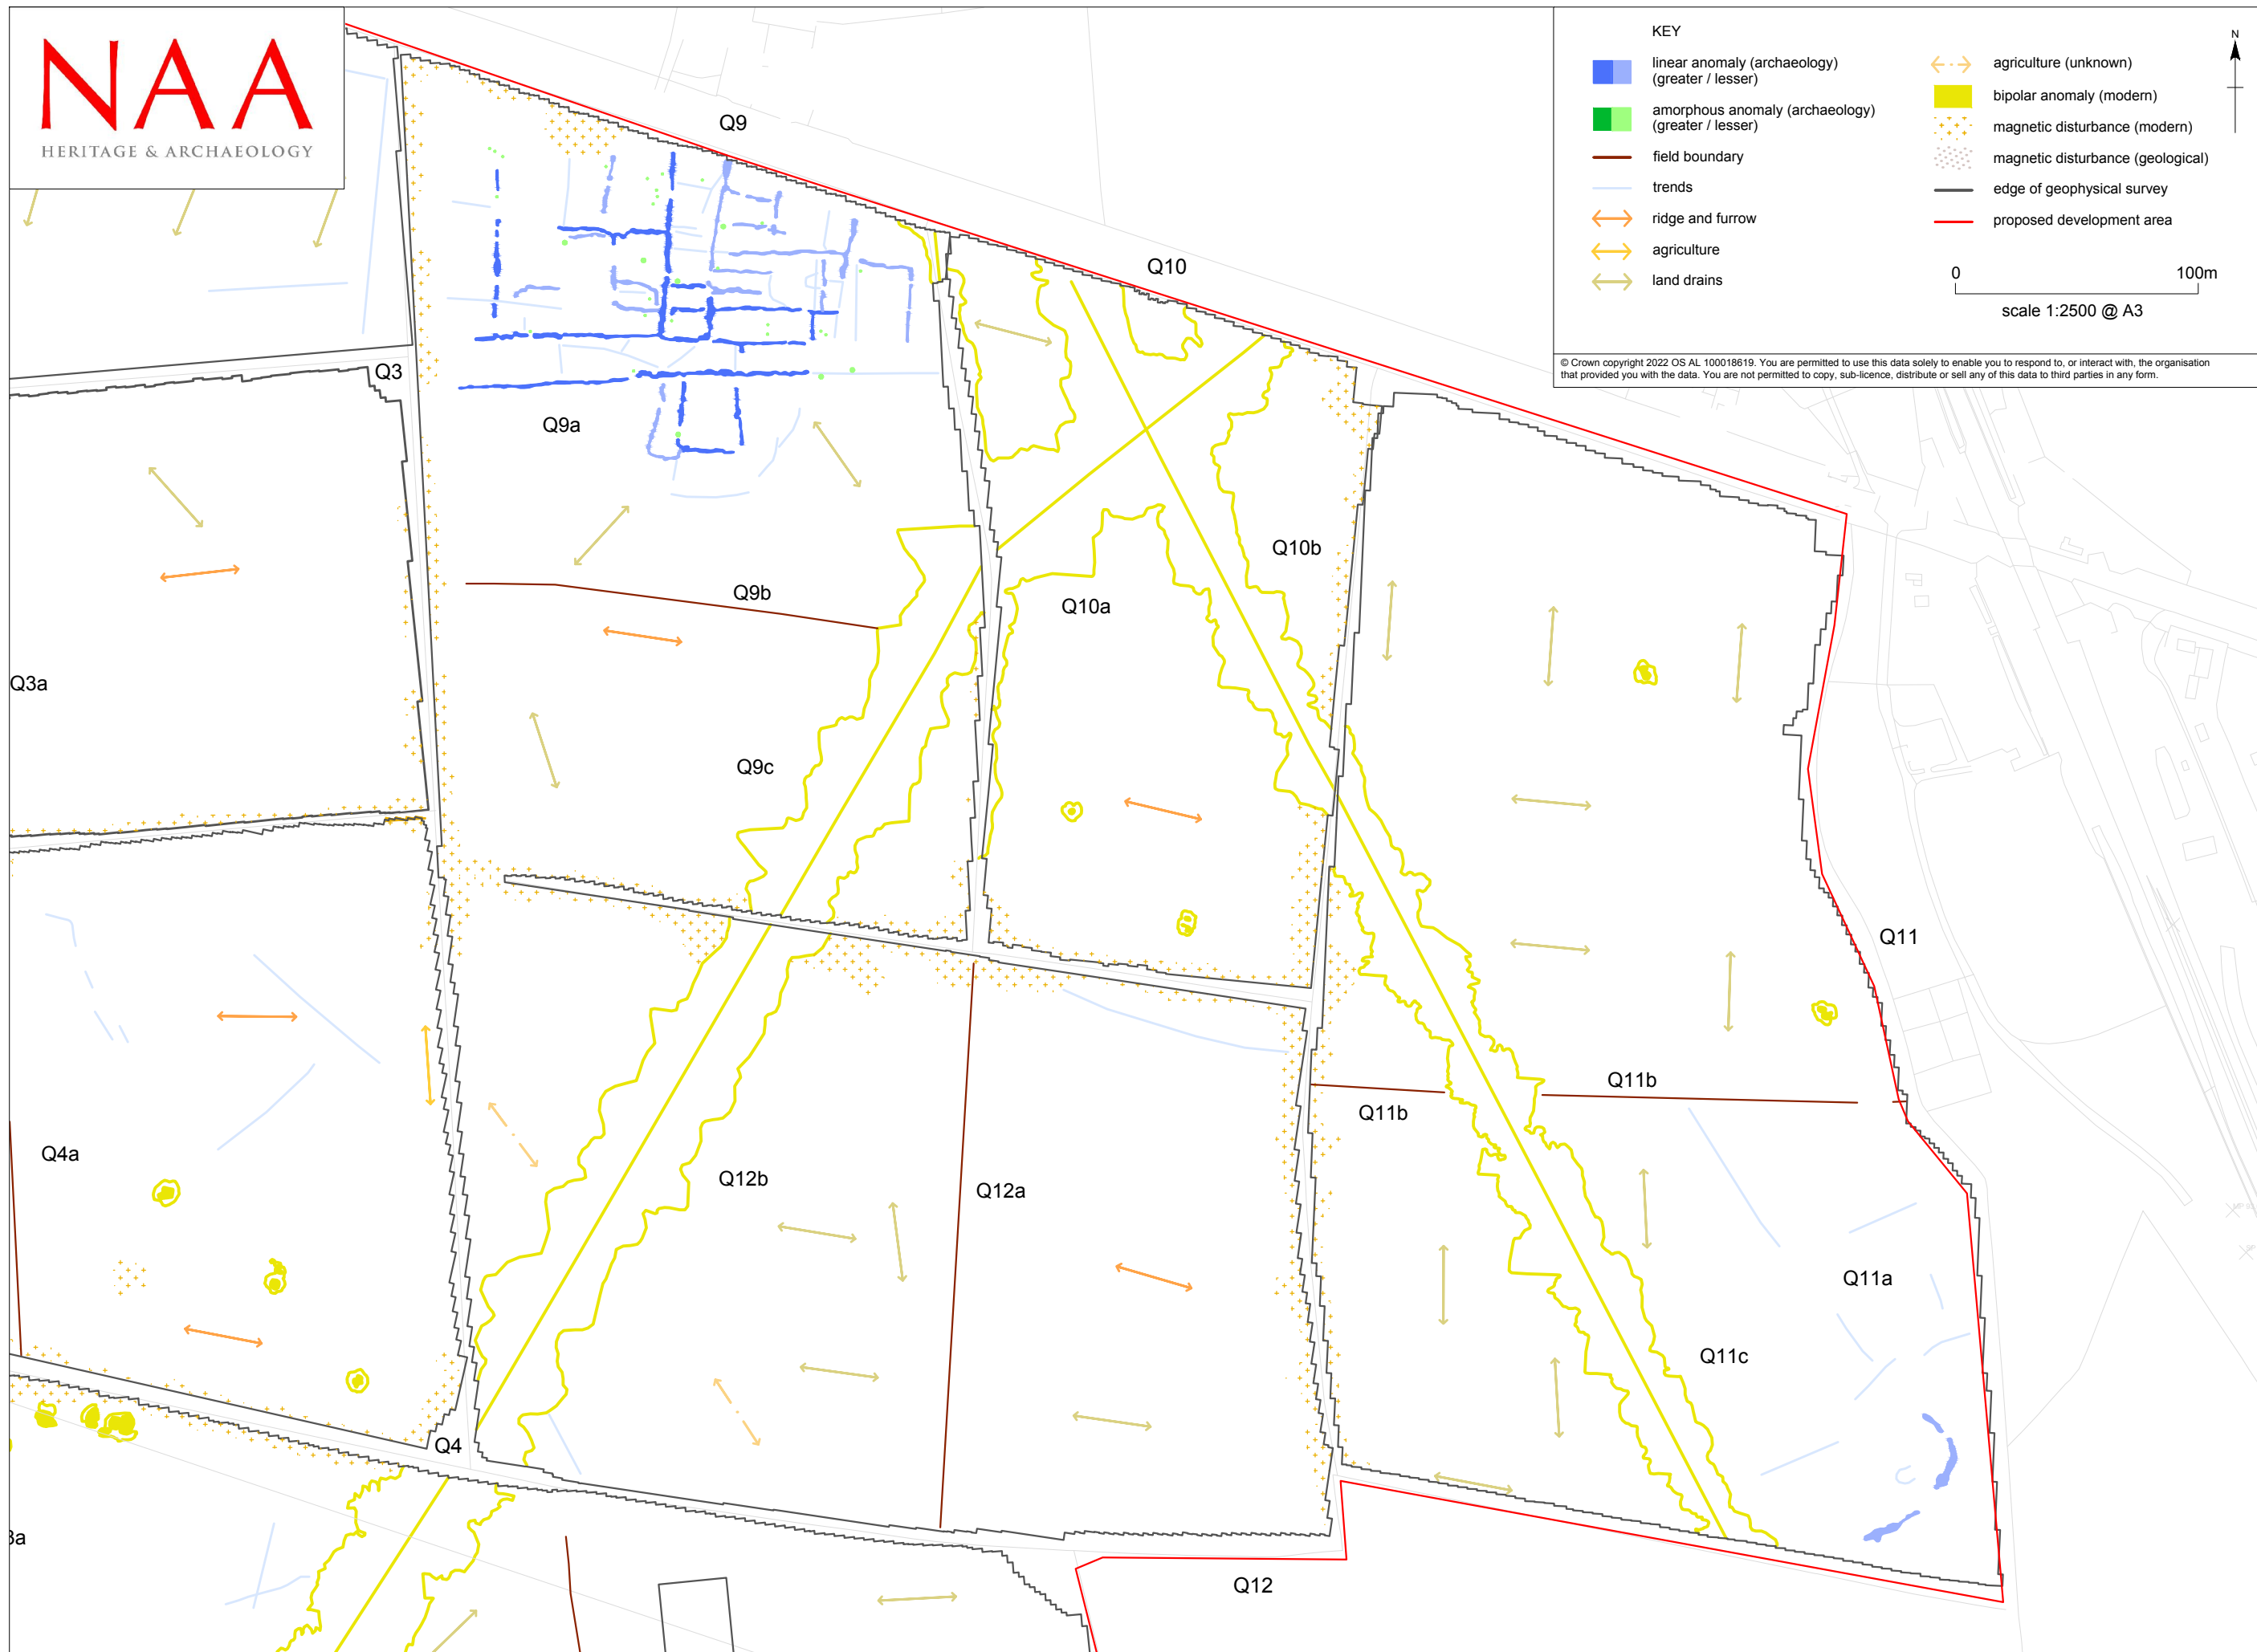 NAA
HERITAGE & ARCHAEOLOGY
KEY
linear anomaly (archaeology)
(greater / lesser)
amorphous anomaly (archaeology)
(greater / lesser)
field boundary
trends
ridge and furrow
agriculture
land drains
agriculture (unknown)
bipolar anomaly (modern)
magnetic disturbance (modern)
magnetic disturbance (geological)
edge of geophysical survey
proposed development area
N
0 100m
scale 1:2500 @ A3
© Crown copyright 2022 OS AL 100018619. You are permitted to use this data solely to enable you to respond to, or interact with, the organisation
that provided you with the data. You are not permitted to copy, sub-licence, distribute or sell any of this data to third parties in any form.
Q9
Q10
Q3
Q9a
Q10b
Q9b
Q10a
Q3a
Q9c
Q11
Q11b
Q11b
Q4a
Q12b
Q12a
Q11a
Q11c
Q4
Q12